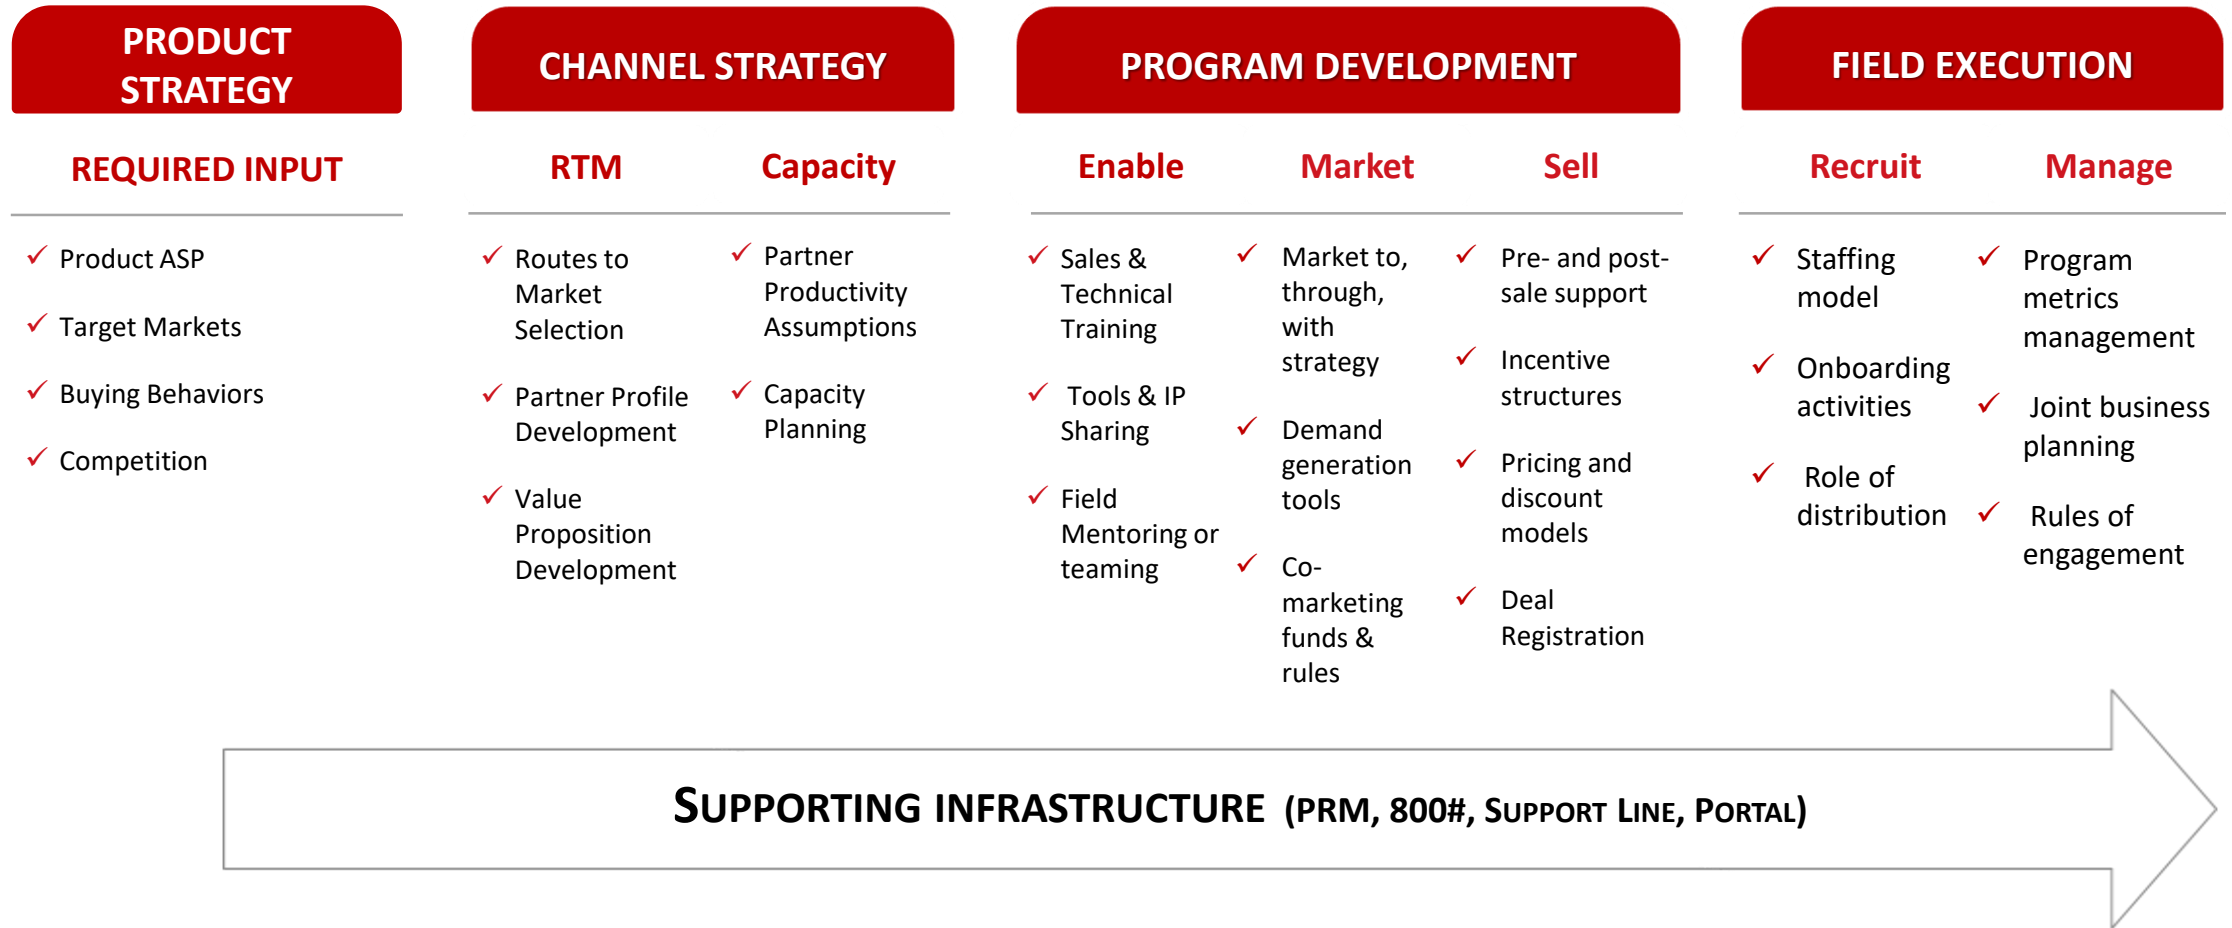 PRODUCT
STRATEGY
REQUIRED INPUT
Product ASP
Target Markets
Buying Behaviors
Competition
CHANNEL STRATEGY
RTM
Routes to
Market
Selection
Partner Profile
Development
Value
Proposition
Development
Capacity
Partner
Productivity
Assumptions
Capacity
Planning
PROGRAM DEVELOPMENT
Enable
Sales &
Technical
Training
Tools & IP
Sharing
Field
Mentoring or
teaming
Market
Market to,
through,
with
strategy
Demand
generation
tools
Co-
marketing
funds &
rules
Sell
Pre- and post-
sale support
Incentive
structures
Pricing and
discount
models
Deal
Registration
FIELD EXECUTION
Recruit
Staffing
model
Onboarding
activities
Role of
distribution
Manage
Program
metrics
management
Joint business
planning
Rules of
engagement
SUPPORTING INFRASTRUCTURE (PRM, 800#, SUPPORT LINE, PORTAL)